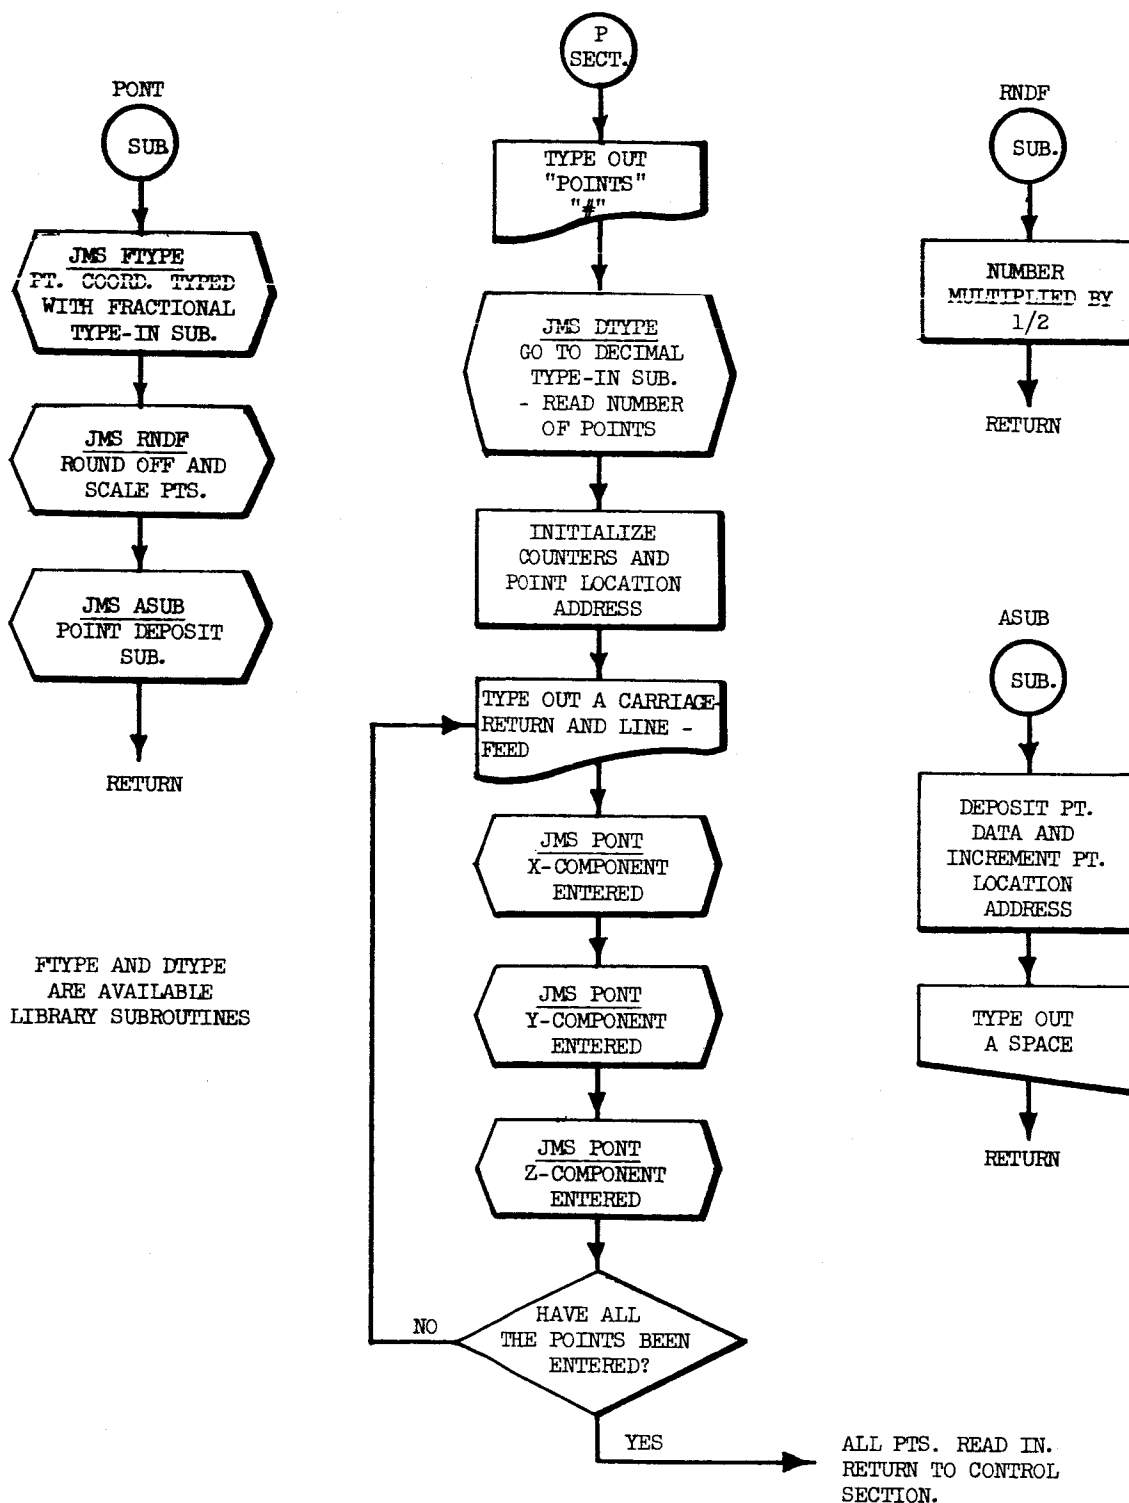 PONT
SUB.
JMS FTYPE
PT. COORD. TYPED
WITH FRACTIONAL
TYPE-IN SUB.
JMS RNDF
ROUND OFF AND
SCALE PTS.
JMS ASUB
POINT DEPOSIT
SUB.
RETURN
FTYPE AND DTYPE
ARE AVAILABLE
LIBRARY SUBROUTINES
P
SECT.
TYPE OUT
"POINTS"
"#"
JMS DTYPE
GO TO DECIMAL
TYPE-IN SUB.
- READ NUMBER
OF POINTS
INITIALIZE
COUNTERS AND
POINT LOCATION
ADDRESS
TYPE OUT A CARRIAGE-
RETURN AND LINE -
FEED
JMS PONT
X-COMPONENT
ENTERED
JMS PONT
Y-COMPONENT
ENTERED
JMS PONT
Z-COMPONENT
ENTERED
HAVE ALL
THE POINTS BEEN
ENTERED?
NO
YES
ALL PTS. READ IN.
RETURN TO CONTROL
SECTION.
RNDF
SUB.
NUMBER
MULTIPLIED BY
1/2
RETURN
ASUB
SUB.
DEPOSIT PT.
DATA AND
INCREMENT PT.
LOCATION
ADDRESS
TYPE OUT
A SPACE
RETURN